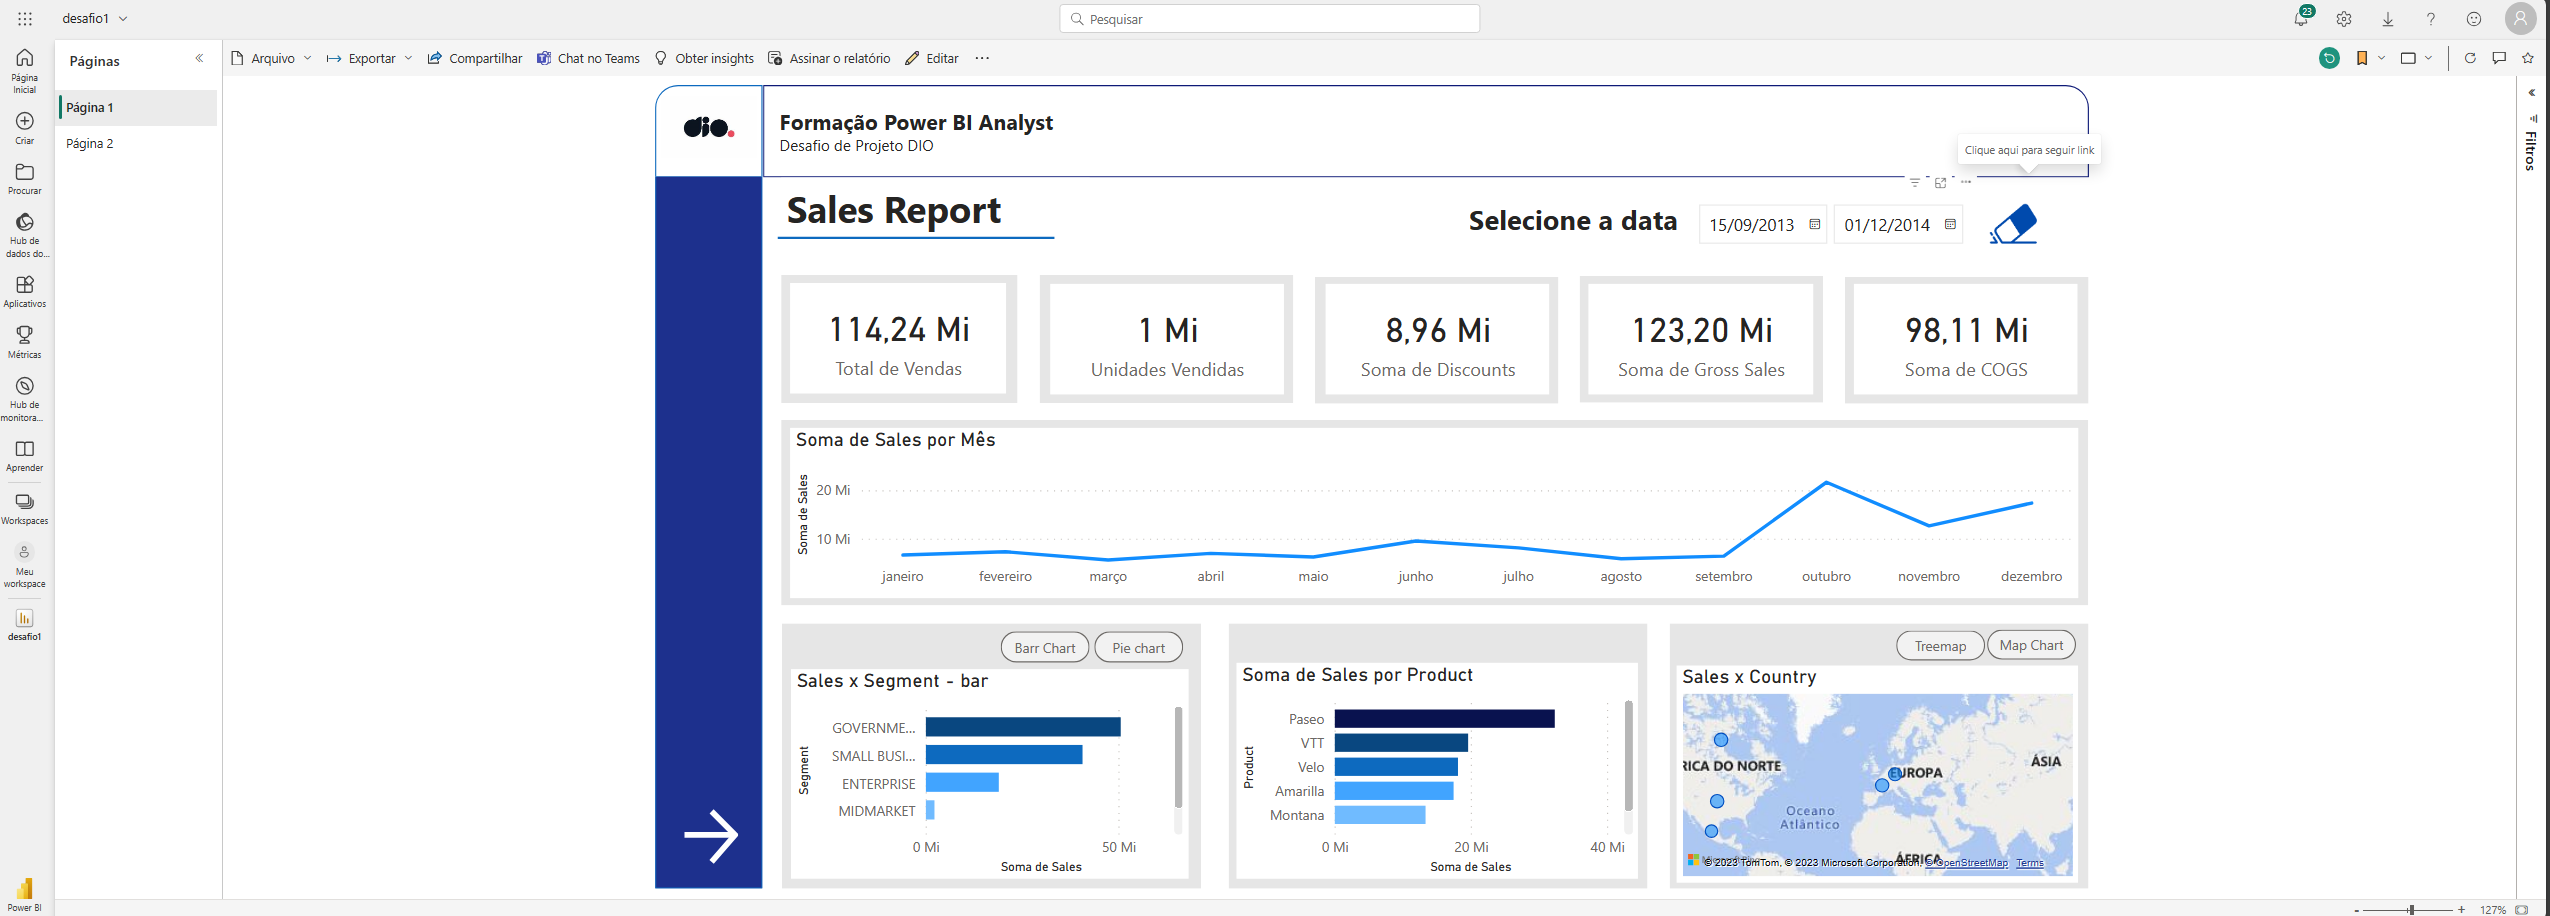 desafio1
Pesquisar
23
Página Inicial
Criar
Procurar
Hub de dados do...
Aplicativos
Métricas
Hub de monitora...
Aprender
Workspaces
Meu workspace
desafio1
Power BI
Páginas
Página 1
Página 2
Arquivo Exportar Compartilhar Chat no Teams Obter insights Assinar o relatório Editar ...
Filtros
dio.
Formação Power BI Analyst
Desafio de Projeto DIO
Clique aqui para seguir link
Sales Report
Selecione a data 15/09/2013 01/12/2014
114,24 Mi
Total de Vendas
1 Mi
Unidades Vendidas
8,96 Mi
Soma de Discounts
123,20 Mi
Soma de Gross Sales
98,11 Mi
Soma de COGS
Soma de Sales por Mês
Soma de Sales
20 Mi
10 Mi
janeiro fevereiro março abril maio junho julho agosto setembro outubro novembro dezembro
Barr Chart Pie chart
Sales x Segment - bar
Segment
GOVERNME...
SMALL BUSI...
ENTERPRISE
MIDMARKET
0 Mi 50 Mi
Soma de Sales
Soma de Sales por Product
Product
Paseo
VTT
Velo
Amarilla
Montana
0 Mi 20 Mi 40 Mi
Soma de Sales
Treemap Map Chart
Sales x Country
RICA DO NORTE
EUROPA
ÁSIA
Oceano
Atlântico
ÁFRICA
© 2023 TomTom, © 2023 Microsoft Corporation, © OpenStreetMap Terms
- + 127%